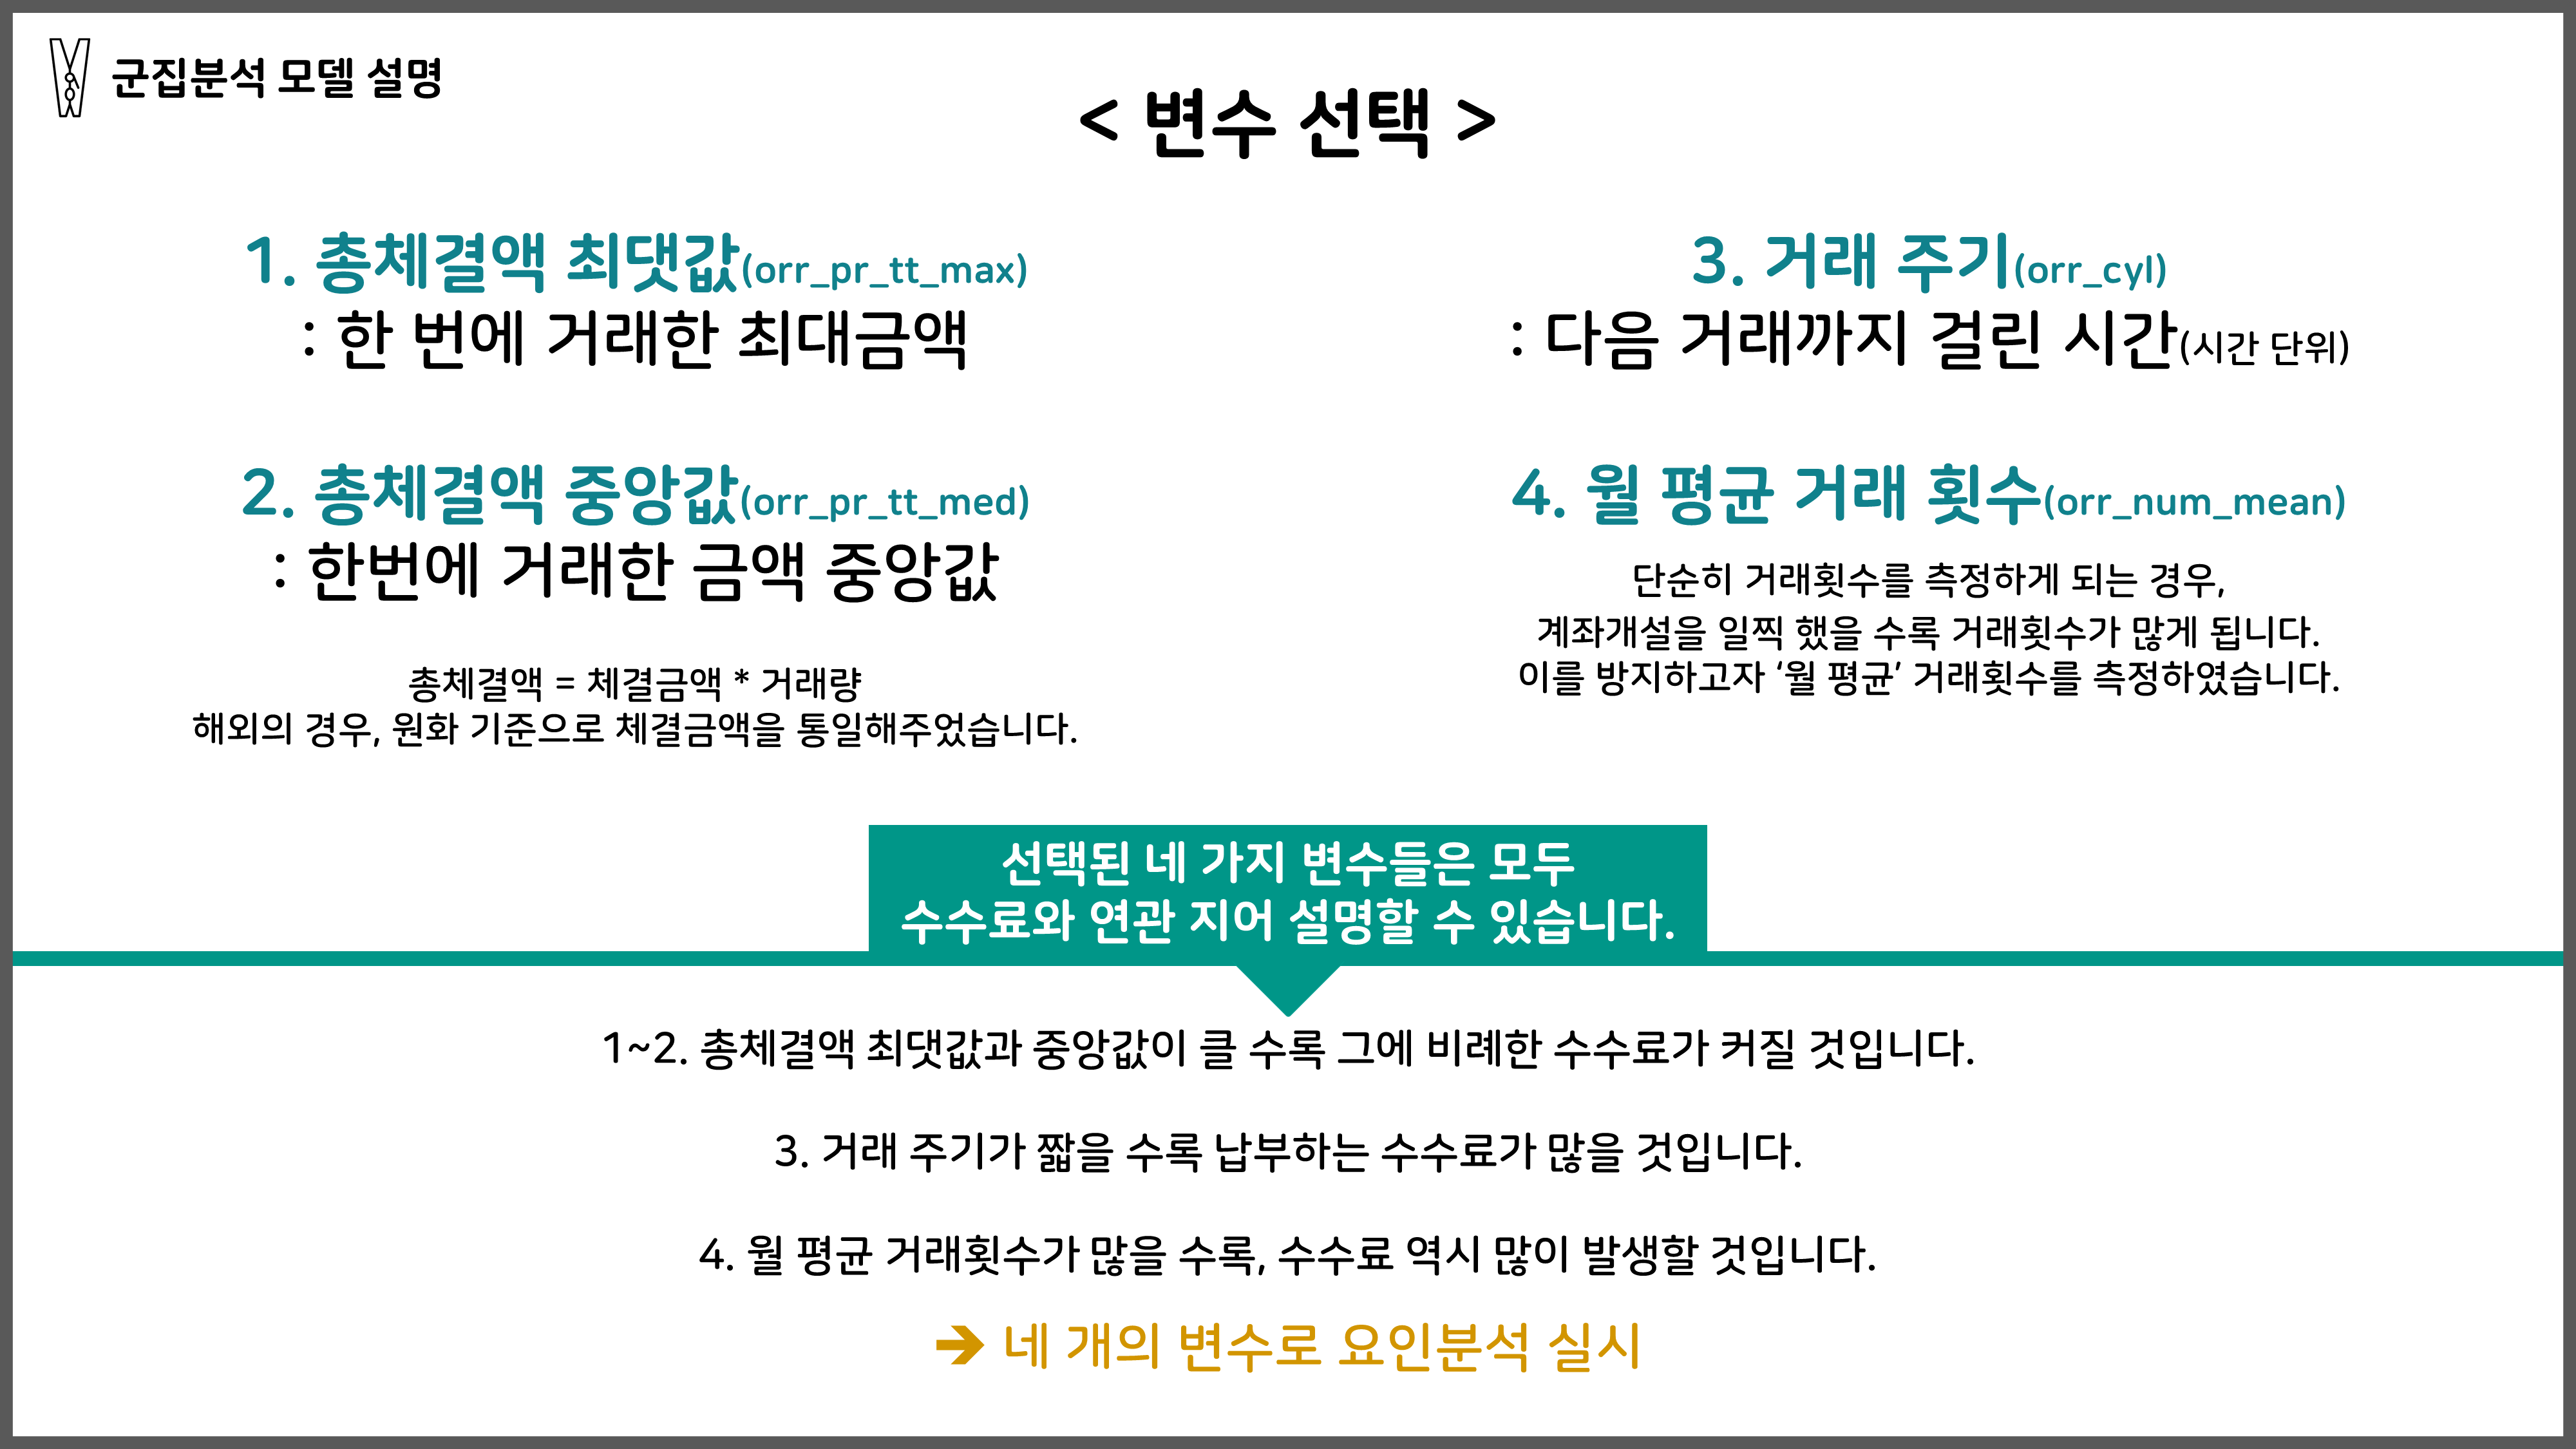 군집분석 모델 설명
< 변수 선택 >
1. 총체결액 최댓값(orr_pr_tt_max)
: 한 번에 거래한 최대금액
2. 총체결액 중앙값(orr_pr_tt_med)
: 한번에 거래한 금액 중앙값
총체결액 = 체결금액 * 거래량
해외의 경우, 원화 기준으로 체결금액을 통일해주었습니다.
3. 거래 주기(orr_cyl)
: 다음 거래까지 걸린 시간(시간 단위)
4. 월 평균 거래 횟수(orr_num_mean)
단순히 거래횟수를 측정하게 되는 경우,
계좌개설을 일찍 했을 수록 거래횟수가 많게 됩니다.
이를 방지하고자 ‘월 평균’ 거래횟수를 측정하였습니다.
선택된 네 가지 변수들은 모두
수수료와 연관 지어 설명할 수 있습니다.
1~2. 총체결액 최댓값과 중앙값이 클 수록 그에 비례한 수수료가 커질 것입니다.
3. 거래 주기가 짧을 수록 납부하는 수수료가 많을 것입니다.
4. 월 평균 거래횟수가 많을 수록, 수수료 역시 많이 발생할 것입니다.
➔ 네 개의 변수로 요인분석 실시